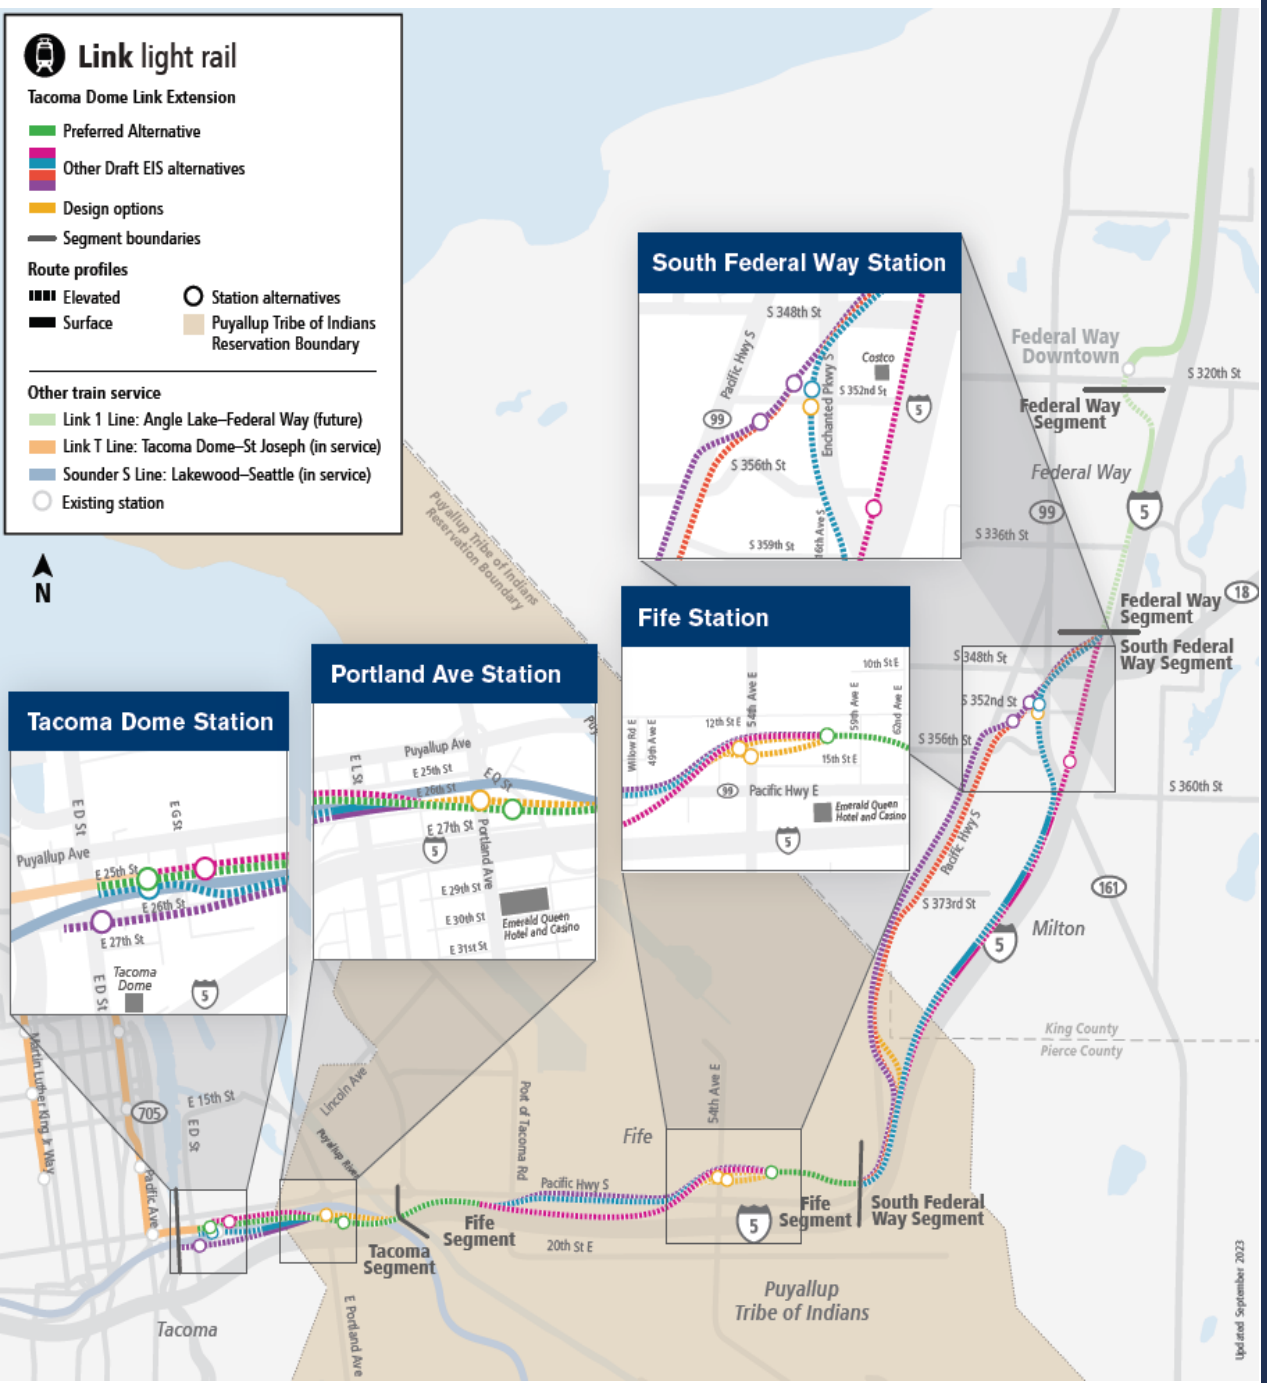 Link light rail
Tacoma Dome Link Extension
Preferred Alternative
Other Draft EIS alternatives
Design options
Segment boundaries
Route profiles
Elevated
Station alternatives
Surface
Puyallup Tribe of Indians
Reservation Boundary
Other train service
Link 1 Line: Angle Lake–Federal Way (future)
Link T Line: Tacoma Dome–St Joseph (in service)
Sounder S Line: Lakewood–Seattle (in service)
Existing station
N
South Federal Way Station
S 348th St
Pacific Hwy S
Costco
S 352nd St
Enchanted Pkwy S
99
5
S 356th St
16th Ave S
S 359th St
Federal Way
Downtown
S 320th St
Federal Way
Segment
Federal Way
99
5
S 336th St
18
Federal Way
Segment
South Federal
Way Segment
S 348th St
S 352nd St
S 356th St
S 360th St
Pacific Hwy S
161
S 373rd St
Milton
5
King County
Pierce County
Puyallup Tribe of Indians
Reservation Boundary
Fife Station
10th St E
54th Ave E
59th Ave E
62nd Ave E
12th St E
Willow Rd E
49th Ave E
15th St E
99
Pacific Hwy E
Emerald Queen
Hotel and Casino
5
Portland Ave Station
Puy
Puyallup Ave
E L St
E 25th St
E Q St
E 26th St
E 27th St
5
Portland Ave
E 29th St
E 30th St
E 31st St
Emerald Queen
Hotel and Casino
Tacoma Dome Station
E D St
E G St
Puyallup Ave
E 25th St
E 26th St
E 27th St
E D St
Tacoma
Dome
5
Martin Luther King Jr Way
705
E 15th St
E D St
Pacific Ave
Lincoln Ave
Puyallup River
Port of Tacoma Rd
54th Ave E
Fife
Pacific Hwy S
Fife
Segment
20th St E
5
Fife
Segment
South Federal
Way Segment
Tacoma
Segment
Puyallup
Tribe of Indians
Tacoma
E Portland Ave
Updated September 2023